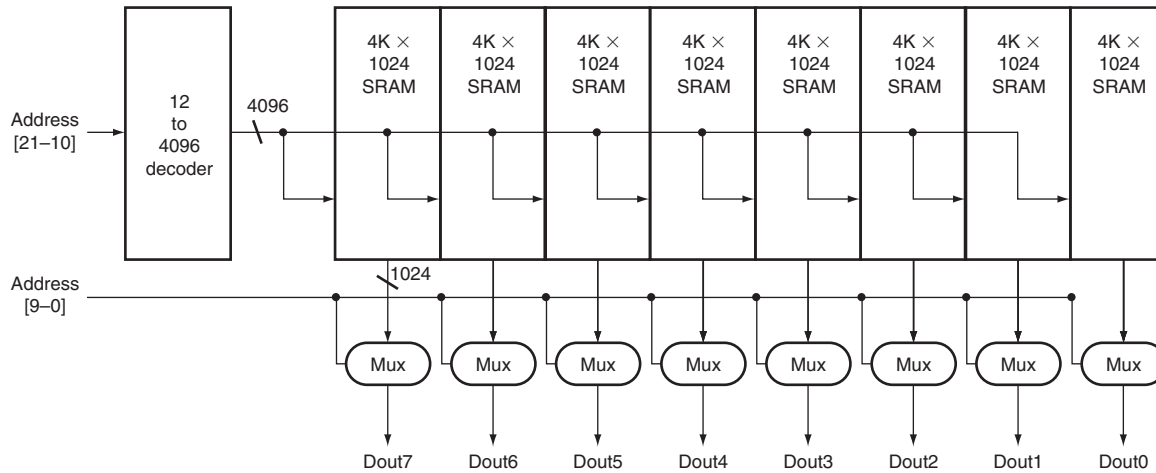 4K ×
1024
SRAM
4K ×
1024
SRAM
4K ×
1024
SRAM
4K ×
1024
SRAM
4K ×
1024
SRAM
4K ×
1024
SRAM
4K ×
1024
SRAM
4K ×
1024
SRAM
Address
[21–10]
12
to
4096
decoder
4096
1024
Address
[9–0]
Mux
Mux
Mux
Mux
Mux
Mux
Mux
Mux
Dout7
Dout6
Dout5
Dout4
Dout3
Dout2
Dout1
Dout0